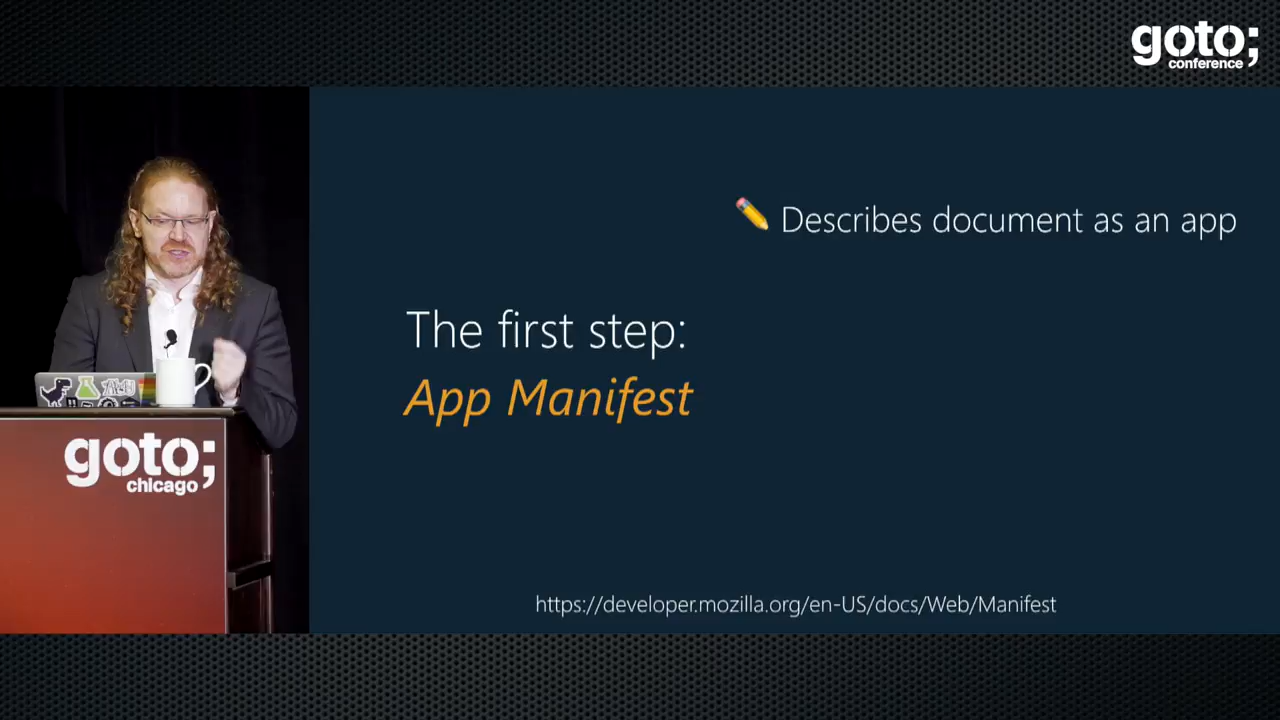 goto;
conference
Describes document as an app
The first step:
App Manifest
goto;
chicago
https://developer.mozilla.org/en-US/docs/Web/Manifest